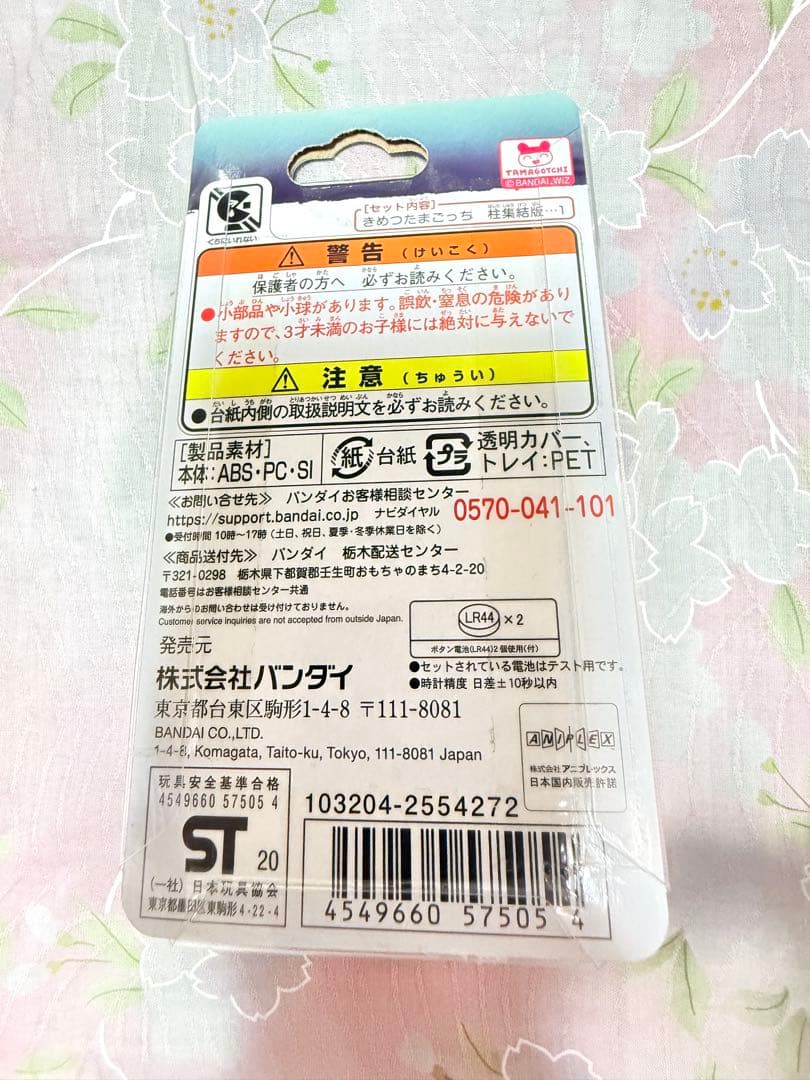 TAMAGOTCHI
©BANDAI,WiZ
くちにいれない
[セット内容]
きめつたまごっち 柱集結版…1
警告(けいこく)
保護者の方へ 必ずお読みください。
●小部品や小球があります。誤飲・窒息の危険があり
ますので、3才未満のお子様には絶対に与えないで
ください。
注意(ちゅうい)
●台紙内側の取扱説明文を必ずお読みください。
[製品素材]
本体:ABS・PC・SI
紙 台紙
プラ 透明カバー、
トレイ:PET
≪お問い合せ先≫ バンダイお客様相談センター
https://support.bandai.co.jp ナビダイヤル 0570-041-101
●受付時間 10時〜17時(土日、祝日、夏季・冬季休業日を除く)
≪商品送付先≫ バンダイ 栃木配送センター
〒321-0298 栃木県下都賀郡壬生町おもちゃのまち4-2-20
電話番号はお客様相談センター共通
海外からのお問い合わせは受け付けておりません。
Customer service inquiries are not accepted from outside Japan.
LR44 ×2
ボタン電池(LR44)2個使用(付)
●セットされている電池はテスト用です。
●時計精度 日差±10秒以内
発売元
株式会社バンダイ
東京都台東区駒形1-4-8 〒111-8081
BANDAI CO.,LTD.
1-4-8, Komagata, Taito-ku, Tokyo, 111-8081 Japan
ANIPLEX
株式会社アニプレックス
日本国内販売許諾
玩具安全基準合格
4549660 57505 4
ST 20
(一社)日本玩具協会
東京都墨田区東駒形4-22-4
103204-2554272
4549660 57505 4